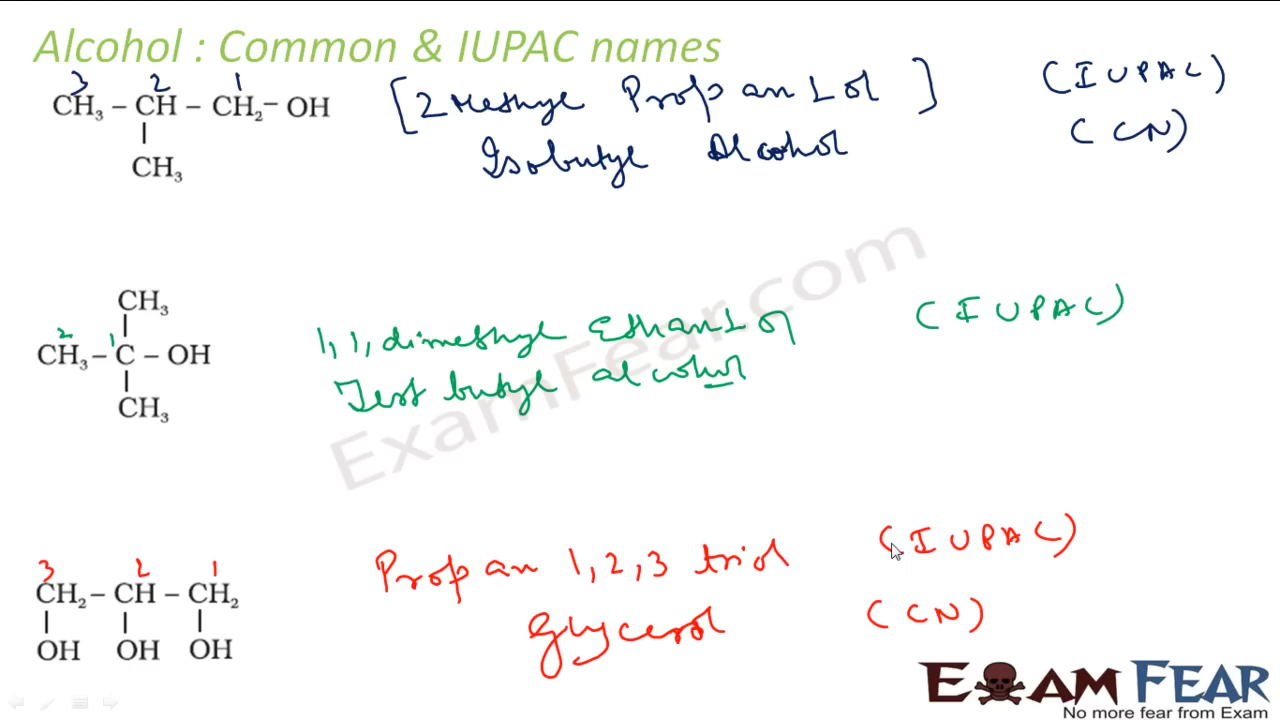 Alcohol : Common & IUPAC names
3 2 1
CH₃ – CH – CH₂– OH
CH₃
[2 Methyl Propan 1 ol] (IUPAC)
Isobutyl Alcohol (CN)
CH₃
2 1
CH₃– C – OH
CH₃
1, 1, dimethyl Ethan 1 ol (IUPAC)
Tert butyl alcohol
ExamFear.com
3 2 1
CH₂ – CH – CH₂
OH OH OH
Propan 1, 2, 3 triol (IUPAC)
glycerol (CN)
EXAM FEAR
No more fear from Exam